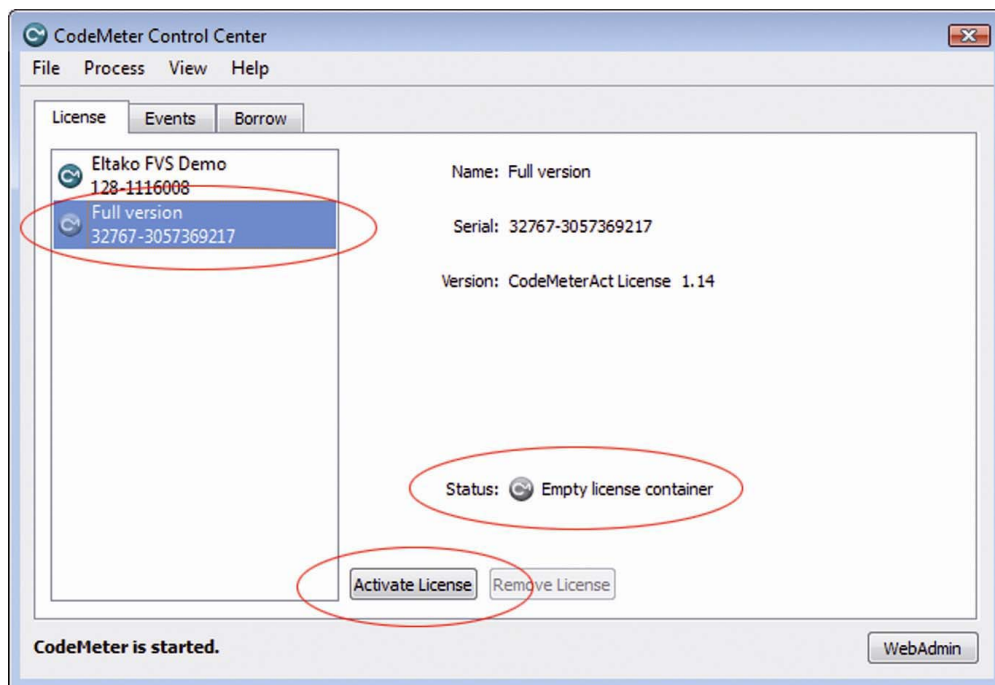 CodeMeter Control Center
File Process View Help
License Events Borrow
Eltako FVS Demo
128-1116008
Full version
32767-3057369217
Name: Full version
Serial: 32767-3057369217
Version: CodeMeterAct License 1.14
Status: Empty license container
Activate License Remove License
CodeMeter is started. WebAdmin